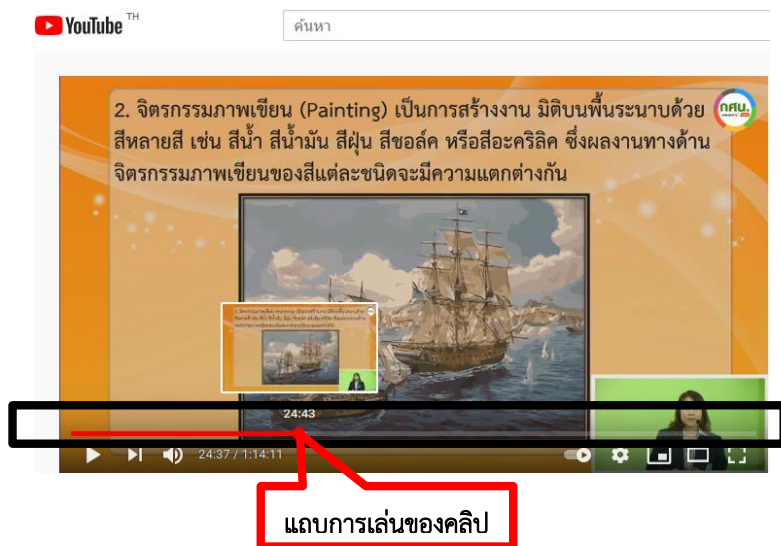 YouTube TH
ค้นหา
2. จิตรกรรมภาพเขียน (Painting) เป็นการสร้างงาน มิติบนพื้นระนาบด้วย
สีหลายสี เช่น สีน้ำ สีน้ำมัน สีฝุ่น สีชอล์ค หรือสีอะคริลิค ซึ่งผลงานทางด้าน
จิตรกรรมภาพเขียนของสีแต่ละชนิดจะมีความแตกต่างกัน
กศน.
24:43
24:37 / 1:14:11
แถบการเล่นของคลิป